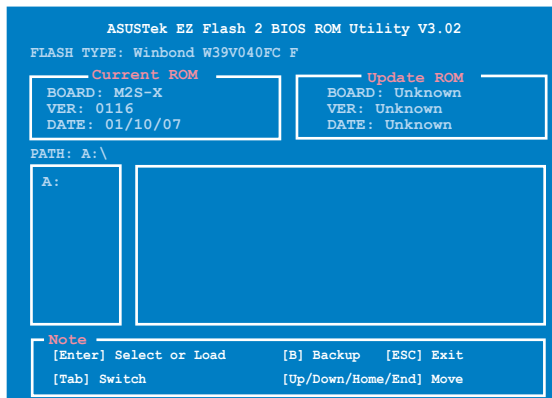 ASUSTek EZ Flash 2 BIOS ROM Utility V3.02
FLASH TYPE: Winbond W39V040FC F
Current ROM
BOARD: M2S-X
VER: 0116
DATE: 01/10/07
Update ROM
BOARD: Unknown
VER: Unknown
DATE: Unknown
PATH: A:\
A:
Note
[Enter] Select or Load [B] Backup [ESC] Exit
[Tab] Switch [Up/Down/Home/End] Move